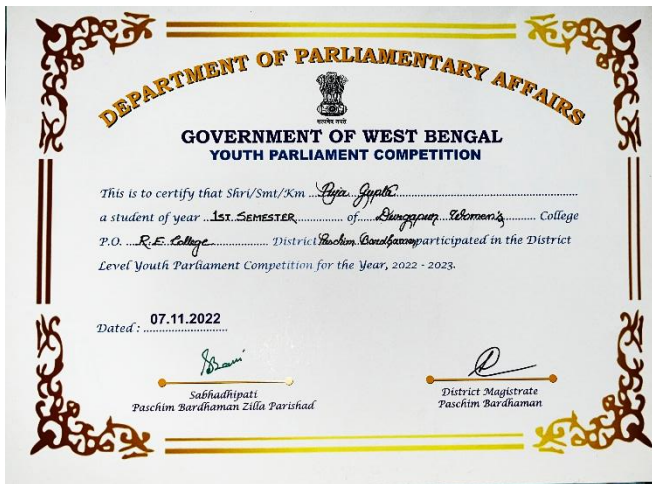 DEPARTMENT OF PARLIAMENTARY AFFAIRS
सत्यमेव जयते
GOVERNMENT OF WEST BENGAL
YOUTH PARLIAMENT COMPETITION
This is to certify that Shri/Smt/Km Puja Gupta
a student of year 1ST SEMESTER of Durgapur Women's College
P.O. R.E. College District Paschim Bardhaman participated in the District
Level Youth Parliament Competition for the Year, 2022 - 2023.
Dated : 07.11.2022
Sabhadhipati
Paschim Bardhaman Zilla Parishad
District Magistrate
Paschim Bardhaman